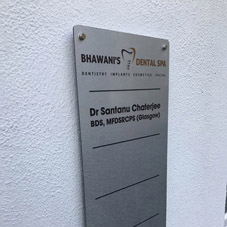 BHAWANI'S DENTAL SPA
DENTISTRY IMPLANTS COSMETICS
Dr Santanu Chaterjee
BDS, MFDSRCPS (Glasgow)